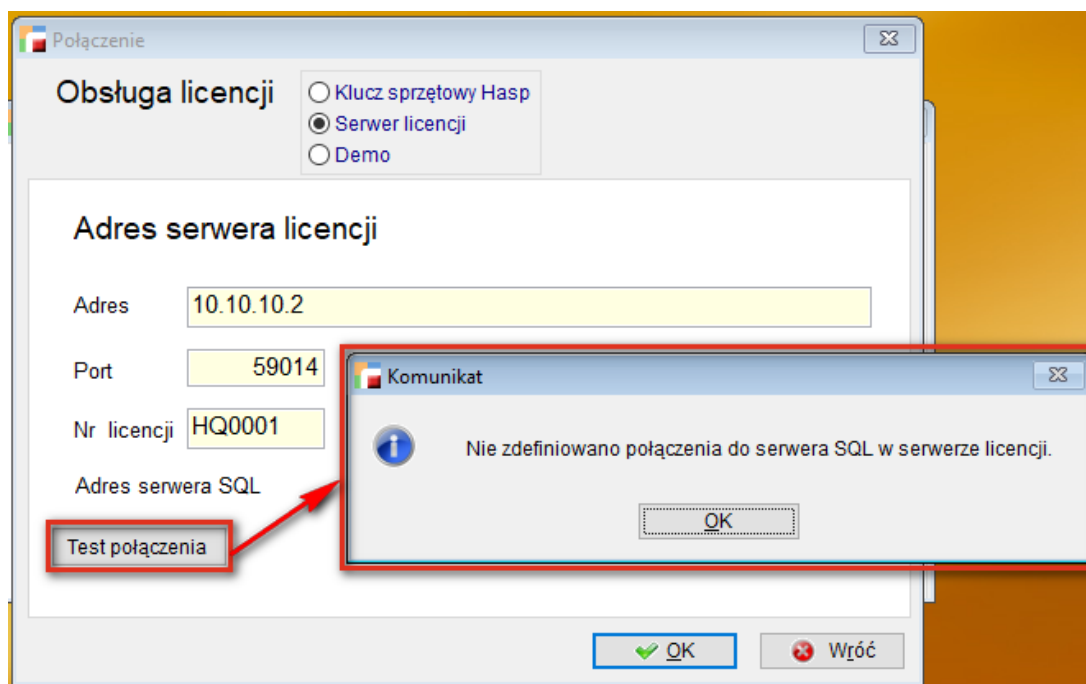 Połączenie
Obsługa licencji
Klucz sprzętowy Hasp
Serwer licencji
Demo
Adres serwera licencji
Adres 10.10.10.2
Port 59014
Nr licencji HQ0001
Adres serwera SQL
Test połączenia
Komunikat
Nie zdefiniowano połączenia do serwera SQL w serwerze licencji.
OK
OK Wróć